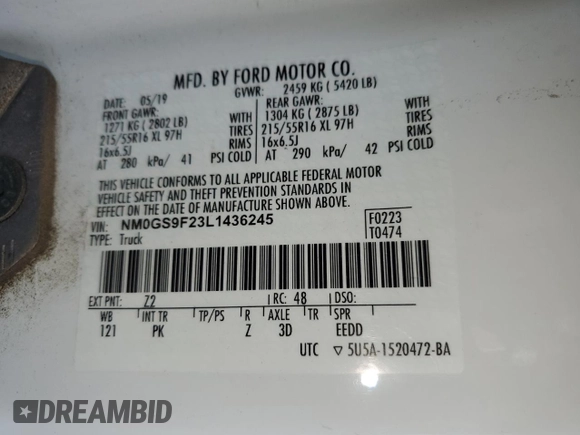 MFD. BY FORD MOTOR CO.
DATE: 05/19 GVWR: 2459 KG ( 5420 LB)
FRONT GAWR: REAR GAWR:
1271 KG ( 2802 LB) WITH 1304 KG ( 2875 LB) WITH
215/55R16 XL 97H TIRES 215/55R16 XL 97H TIRES
16x6.5J RIMS 16x6.5J RIMS
AT 280 kPa/ 41 PSI COLD AT 290 kPa/ 42 PSI COLD
THIS VEHICLE CONFORMS TO ALL APPLICABLE FEDERAL MOTOR
VEHICLE SAFETY AND THEFT PREVENTION STANDARDS IN
EFFECT ON THE DATE OF MANUFACTURE SHOWN ABOVE.
VIN: NM0GS9F23L1436245 F0223
TYPE: Truck T0474
EXT PNT: Z2 RC: 48 DSO:
WB INT TR TP/PS R AXLE TR SPR
121 PK Z 3D EEDD
UTC ▽ 5U5A-1520472-BA
DREAMBID